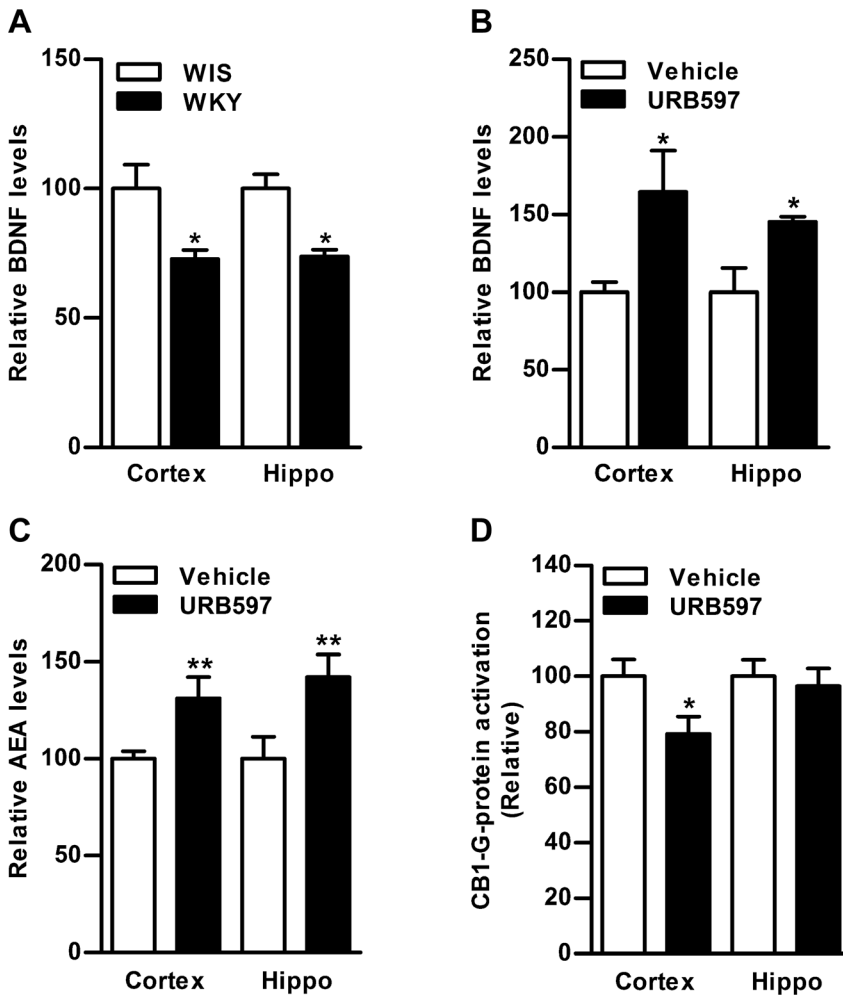 A
Relative BDNF levels
150
100
50
0
WIS
WKY
*
*
Cortex Hippo
B
Relative BDNF levels
250
200
150
100
50
0
Vehicle
URB597
*
*
Cortex Hippo
C
Relative AEA levels
200
150
100
50
0
Vehicle
URB597
**
**
Cortex Hippo
D
CB1-G-protein activation
(Relative)
140
120
100
80
60
40
20
0
Vehicle
URB597
*
Cortex Hippo